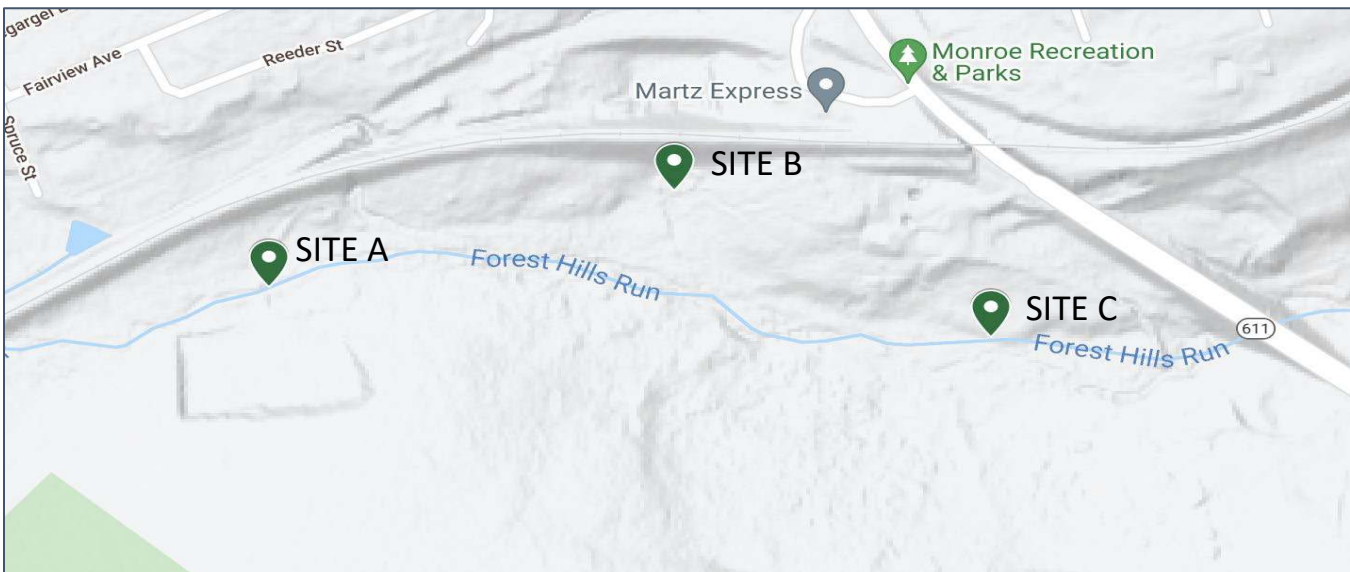 Fairview Ave
Reeder St
Spruce St
Martz Express
Monroe Recreation
& Parks
SITE B
SITE A
Forest Hills Run
SITE C
Forest Hills Run
611